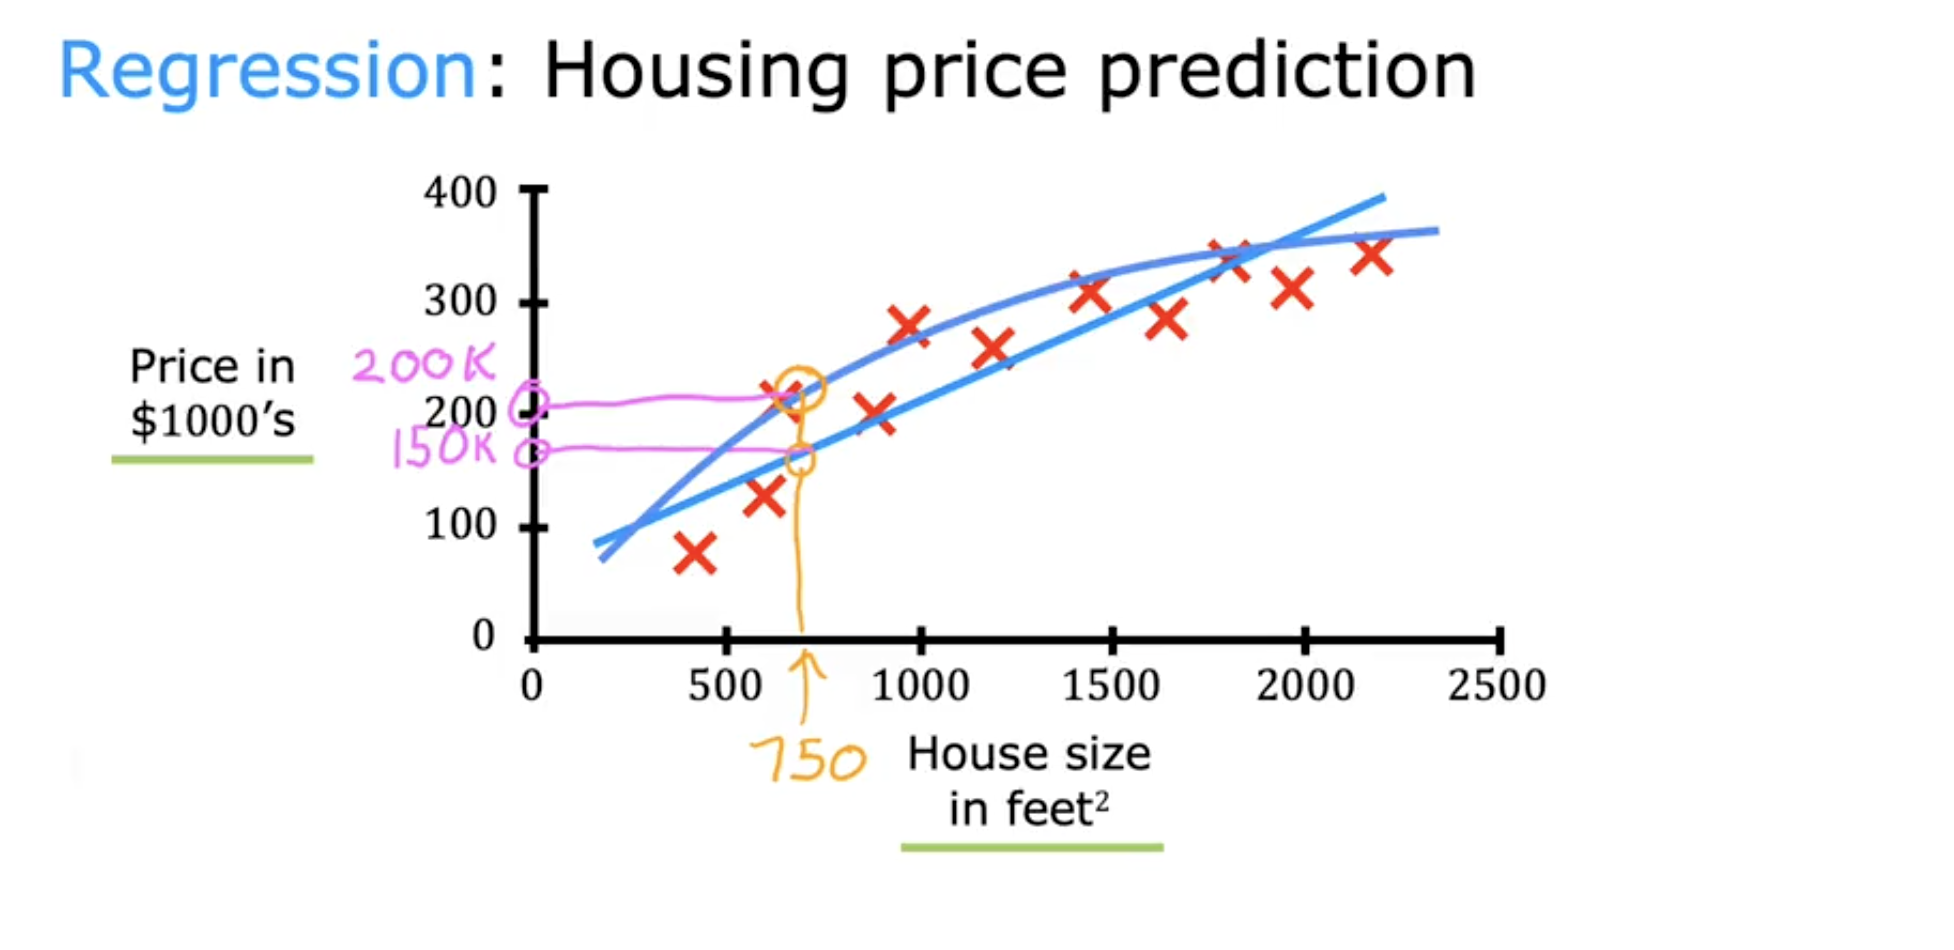 Regression: Housing price prediction
400
300
Price in
$1000's
200K
200
150K
100
0
0 500 1000 1500 2000 2500
750
House size
in feet²